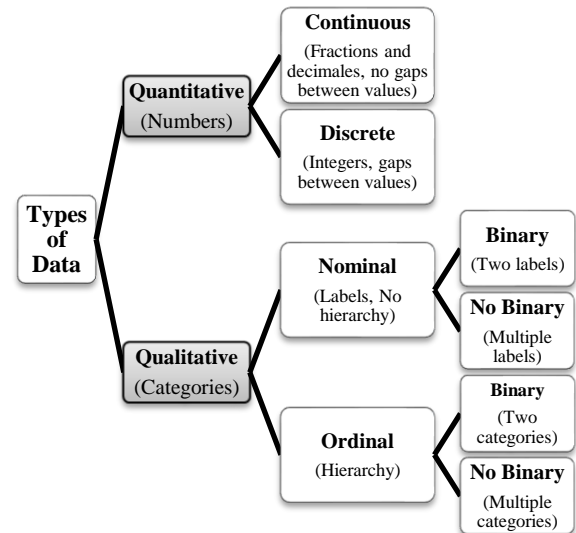 Types
of
Data
Quantitative
(Numbers)
Continuous
(Fractions and
decimales, no gaps
between values)
Discrete
(Integers, gaps
between values)
Qualitative
(Categories)
Nominal
(Labels, No
hierarchy)
Binary
(Two labels)
No Binary
(Multiple
labels)
Ordinal
(Hierarchy)
Binary
(Two
categories)
No Binary
(Multiple
categories)